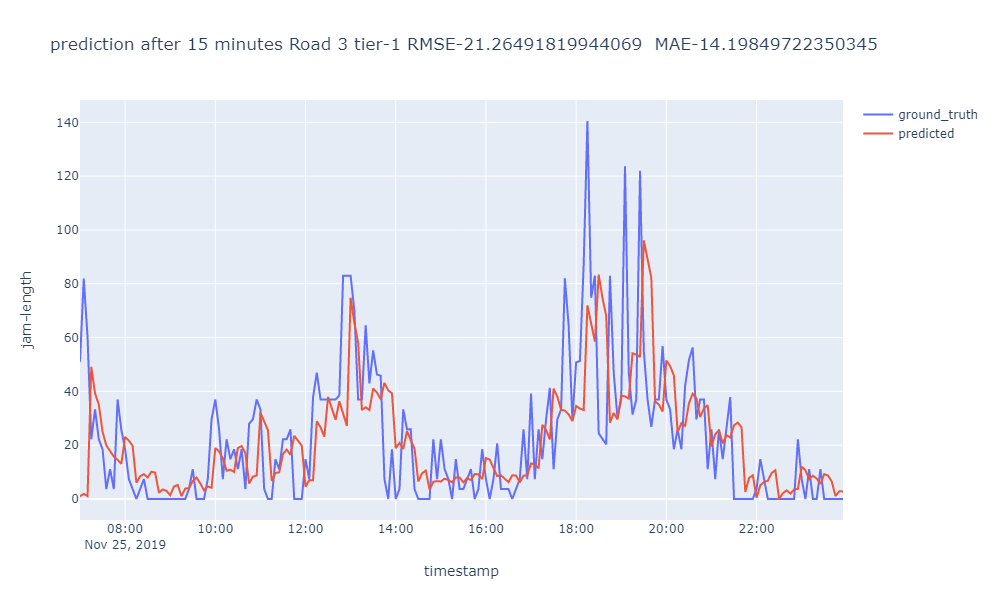 prediction after 15 minutes Road 3 tier-1 RMSE-21.26491819944069  MAE-14.19849722350345
ground_truth
predicted
140
120
100
80
60
40
20
0
jam-length
08:00
10:00
12:00
14:00
16:00
18:00
20:00
22:00
Nov 25, 2019
timestamp